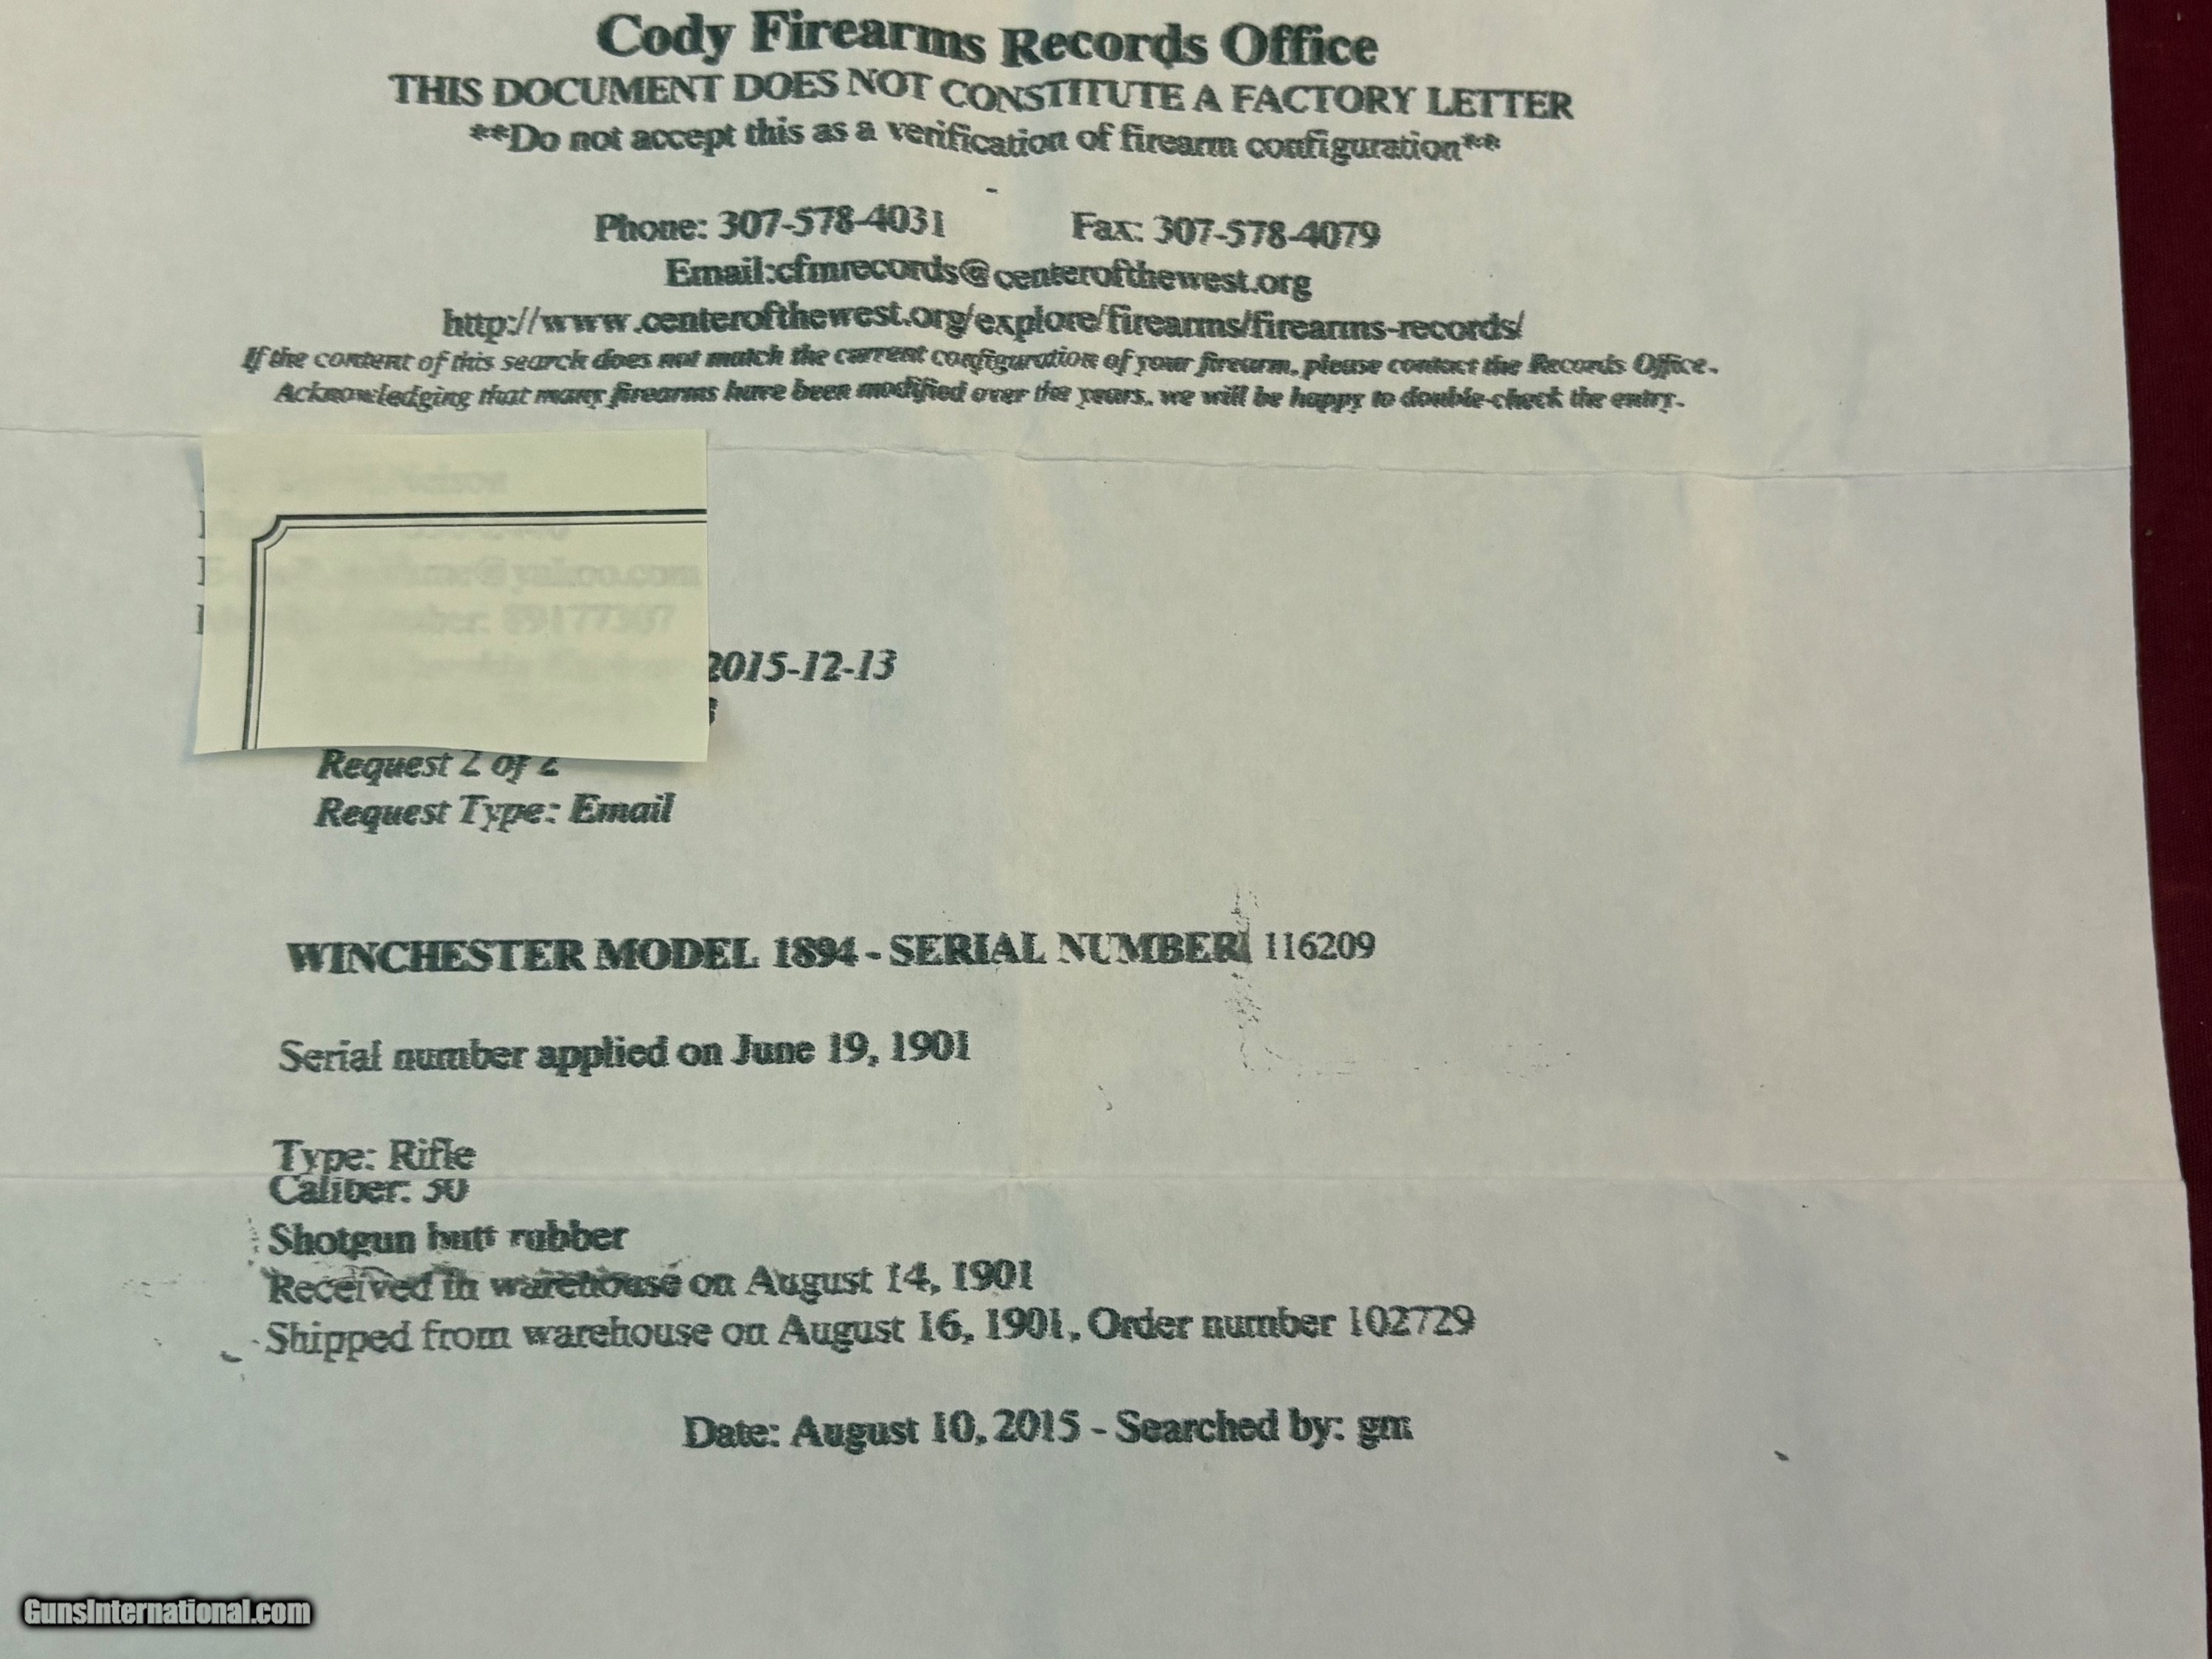 Cody Firearms Records Office
THIS DOCUMENT DOES NOT CONSTITUTE A FACTORY LETTER
**Do not accept this as a verification of firearm configuration**
Phone: 307-578-4031 Fax: 307-578-4079
Email:cfmrecords@centerofthewest.org
http://www.centerofthewest.org/explore/firearms/firearms-records/
If the content of this search does not match the current configuration of your firearm, please contact the Records Office.
Acknowledging that many firearms have been modified over the years, we will be happy to double-check the entry.
2015-12-13
Request 2 of 2
Request Type: Email
WINCHESTER MODEL 1894 - SERIAL NUMBER 116209
Serial number applied on June 19, 1901
Type: Rifle
Caliber:
Shotgun butt rubber
Received in warehouse on August 14, 1901
Shipped from warehouse on August 16, 1901, Order number 102729
Date: August 10, 2015 - Searched by: gm
GunsInternational.com